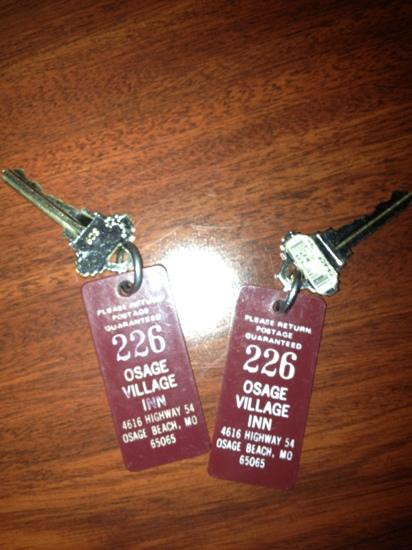 PLEASE RETURN
POSTAGE
GUARANTEED
226
OSAGE
VILLAGE
INN
4616 HIGHWAY 54
OSAGE BEACH, MO
65065
PLEASE RETURN
POSTAGE
GUARANTEED
226
OSAGE
VILLAGE
INN
4616 HIGHWAY 54
OSAGE BEACH, MO
65065